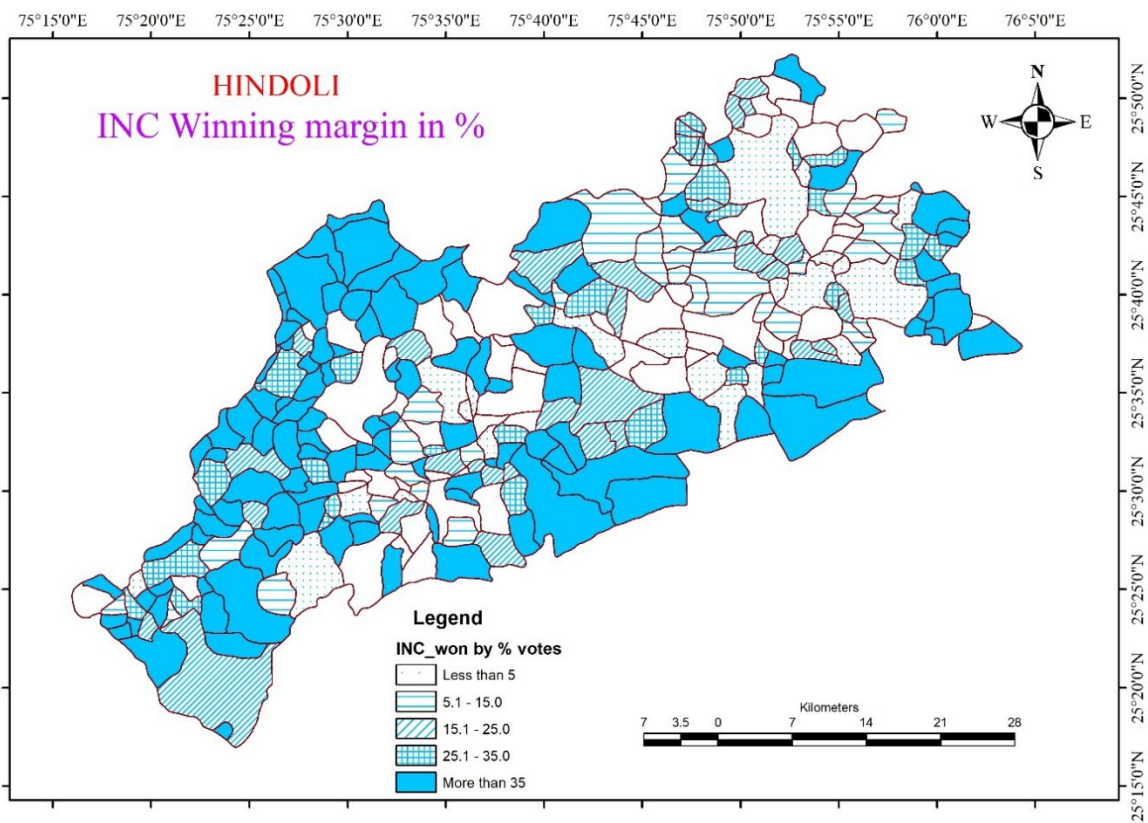 75°15'0"E 75°20'0"E 75°25'0"E 75°30'0"E 75°35'0"E 75°40'0"E 75°45'0"E 75°50'0"E 75°55'0"E 76°0'0"E 76°5'0"E
HINDOLI
INC Winning margin in %
N
W E
S
25°50'0"N
25°45'0"N
25°40'0"N
25°35'0"N
25°30'0"N
25°25'0"N
25°20'0"N
25°15'0"N
Legend
INC_won by % votes
Less than 5
5.1 - 15.0
15.1 - 25.0
25.1 - 35.0
More than 35
Kilometers
7 3.5 0 7 14 21 28